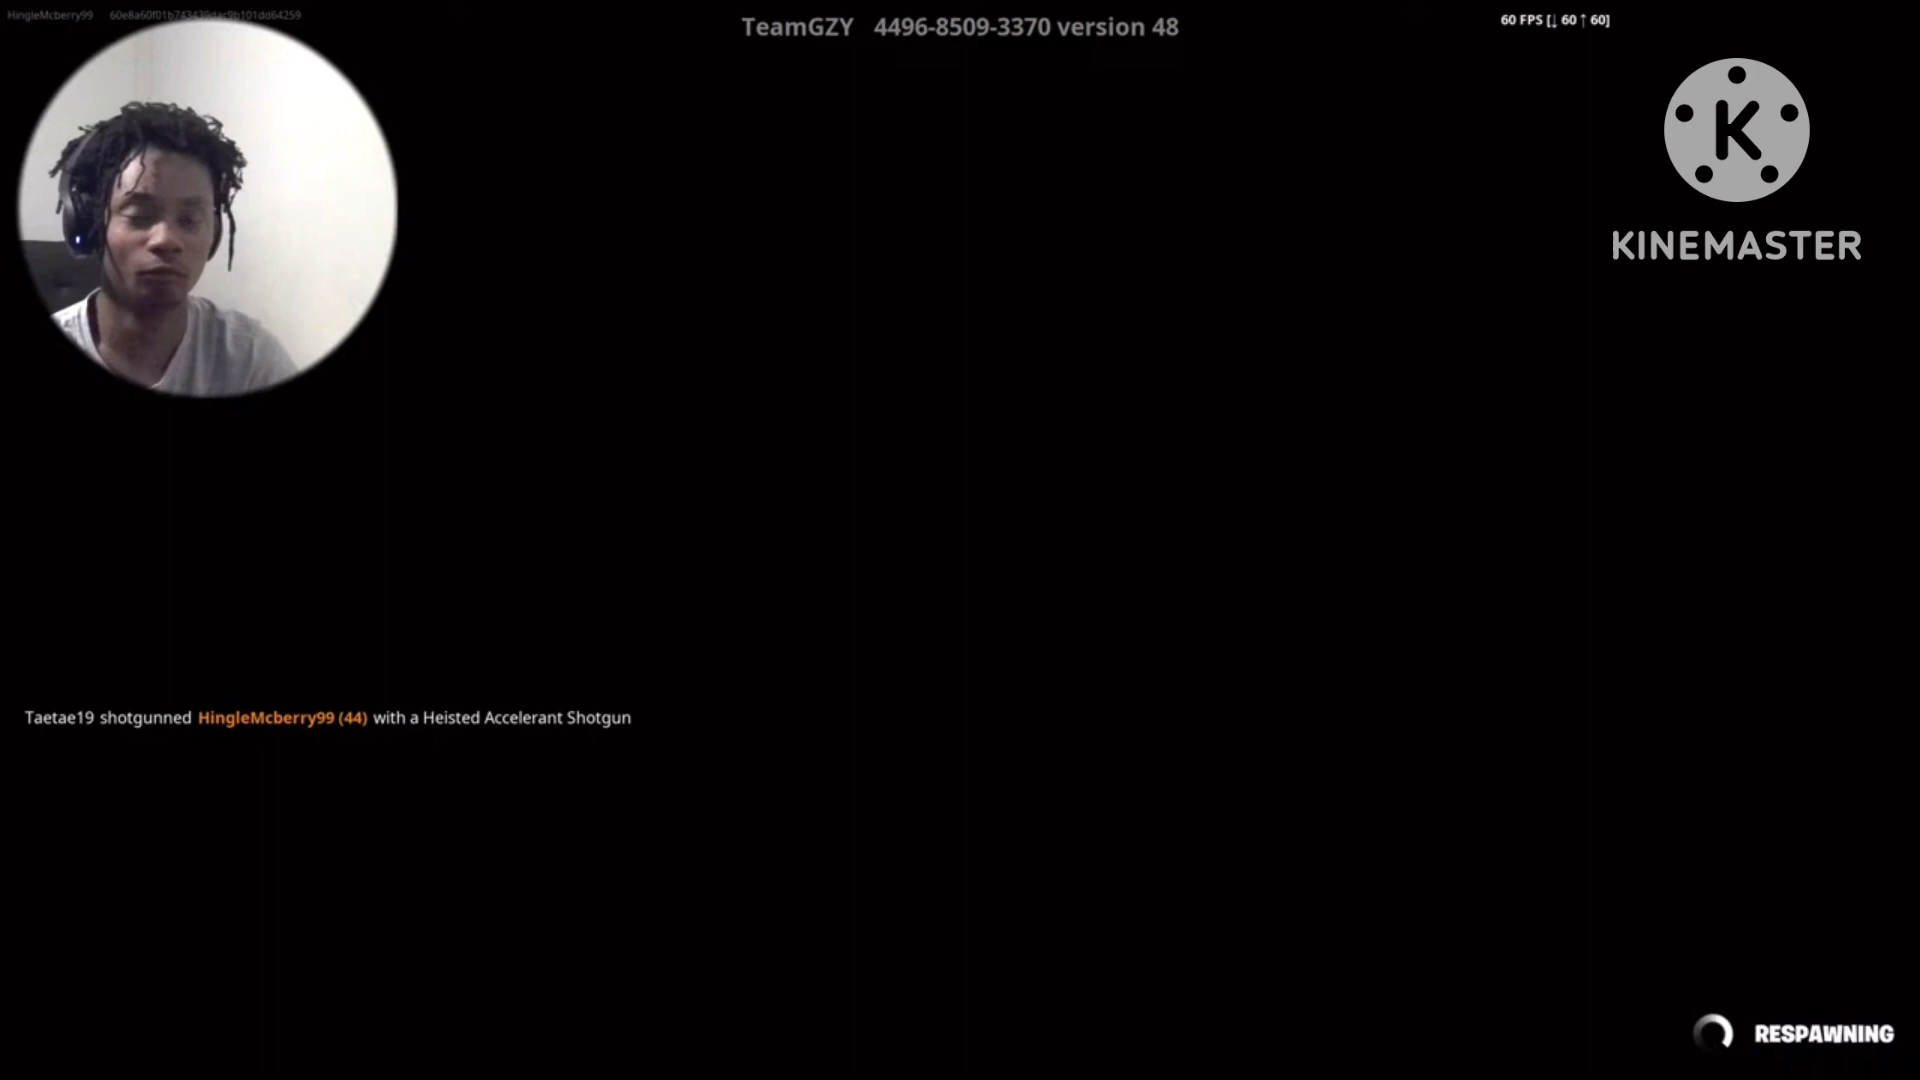 HingleMcberry99
TeamGZY 4496-8509-3370 version 48
60 FPS [↓ 60 ↑ 60]
K
KINEMASTER
Taetae19 shotgunned HingleMcberry99 (44) with a Heisted Accelerant Shotgun
RESPAWNING